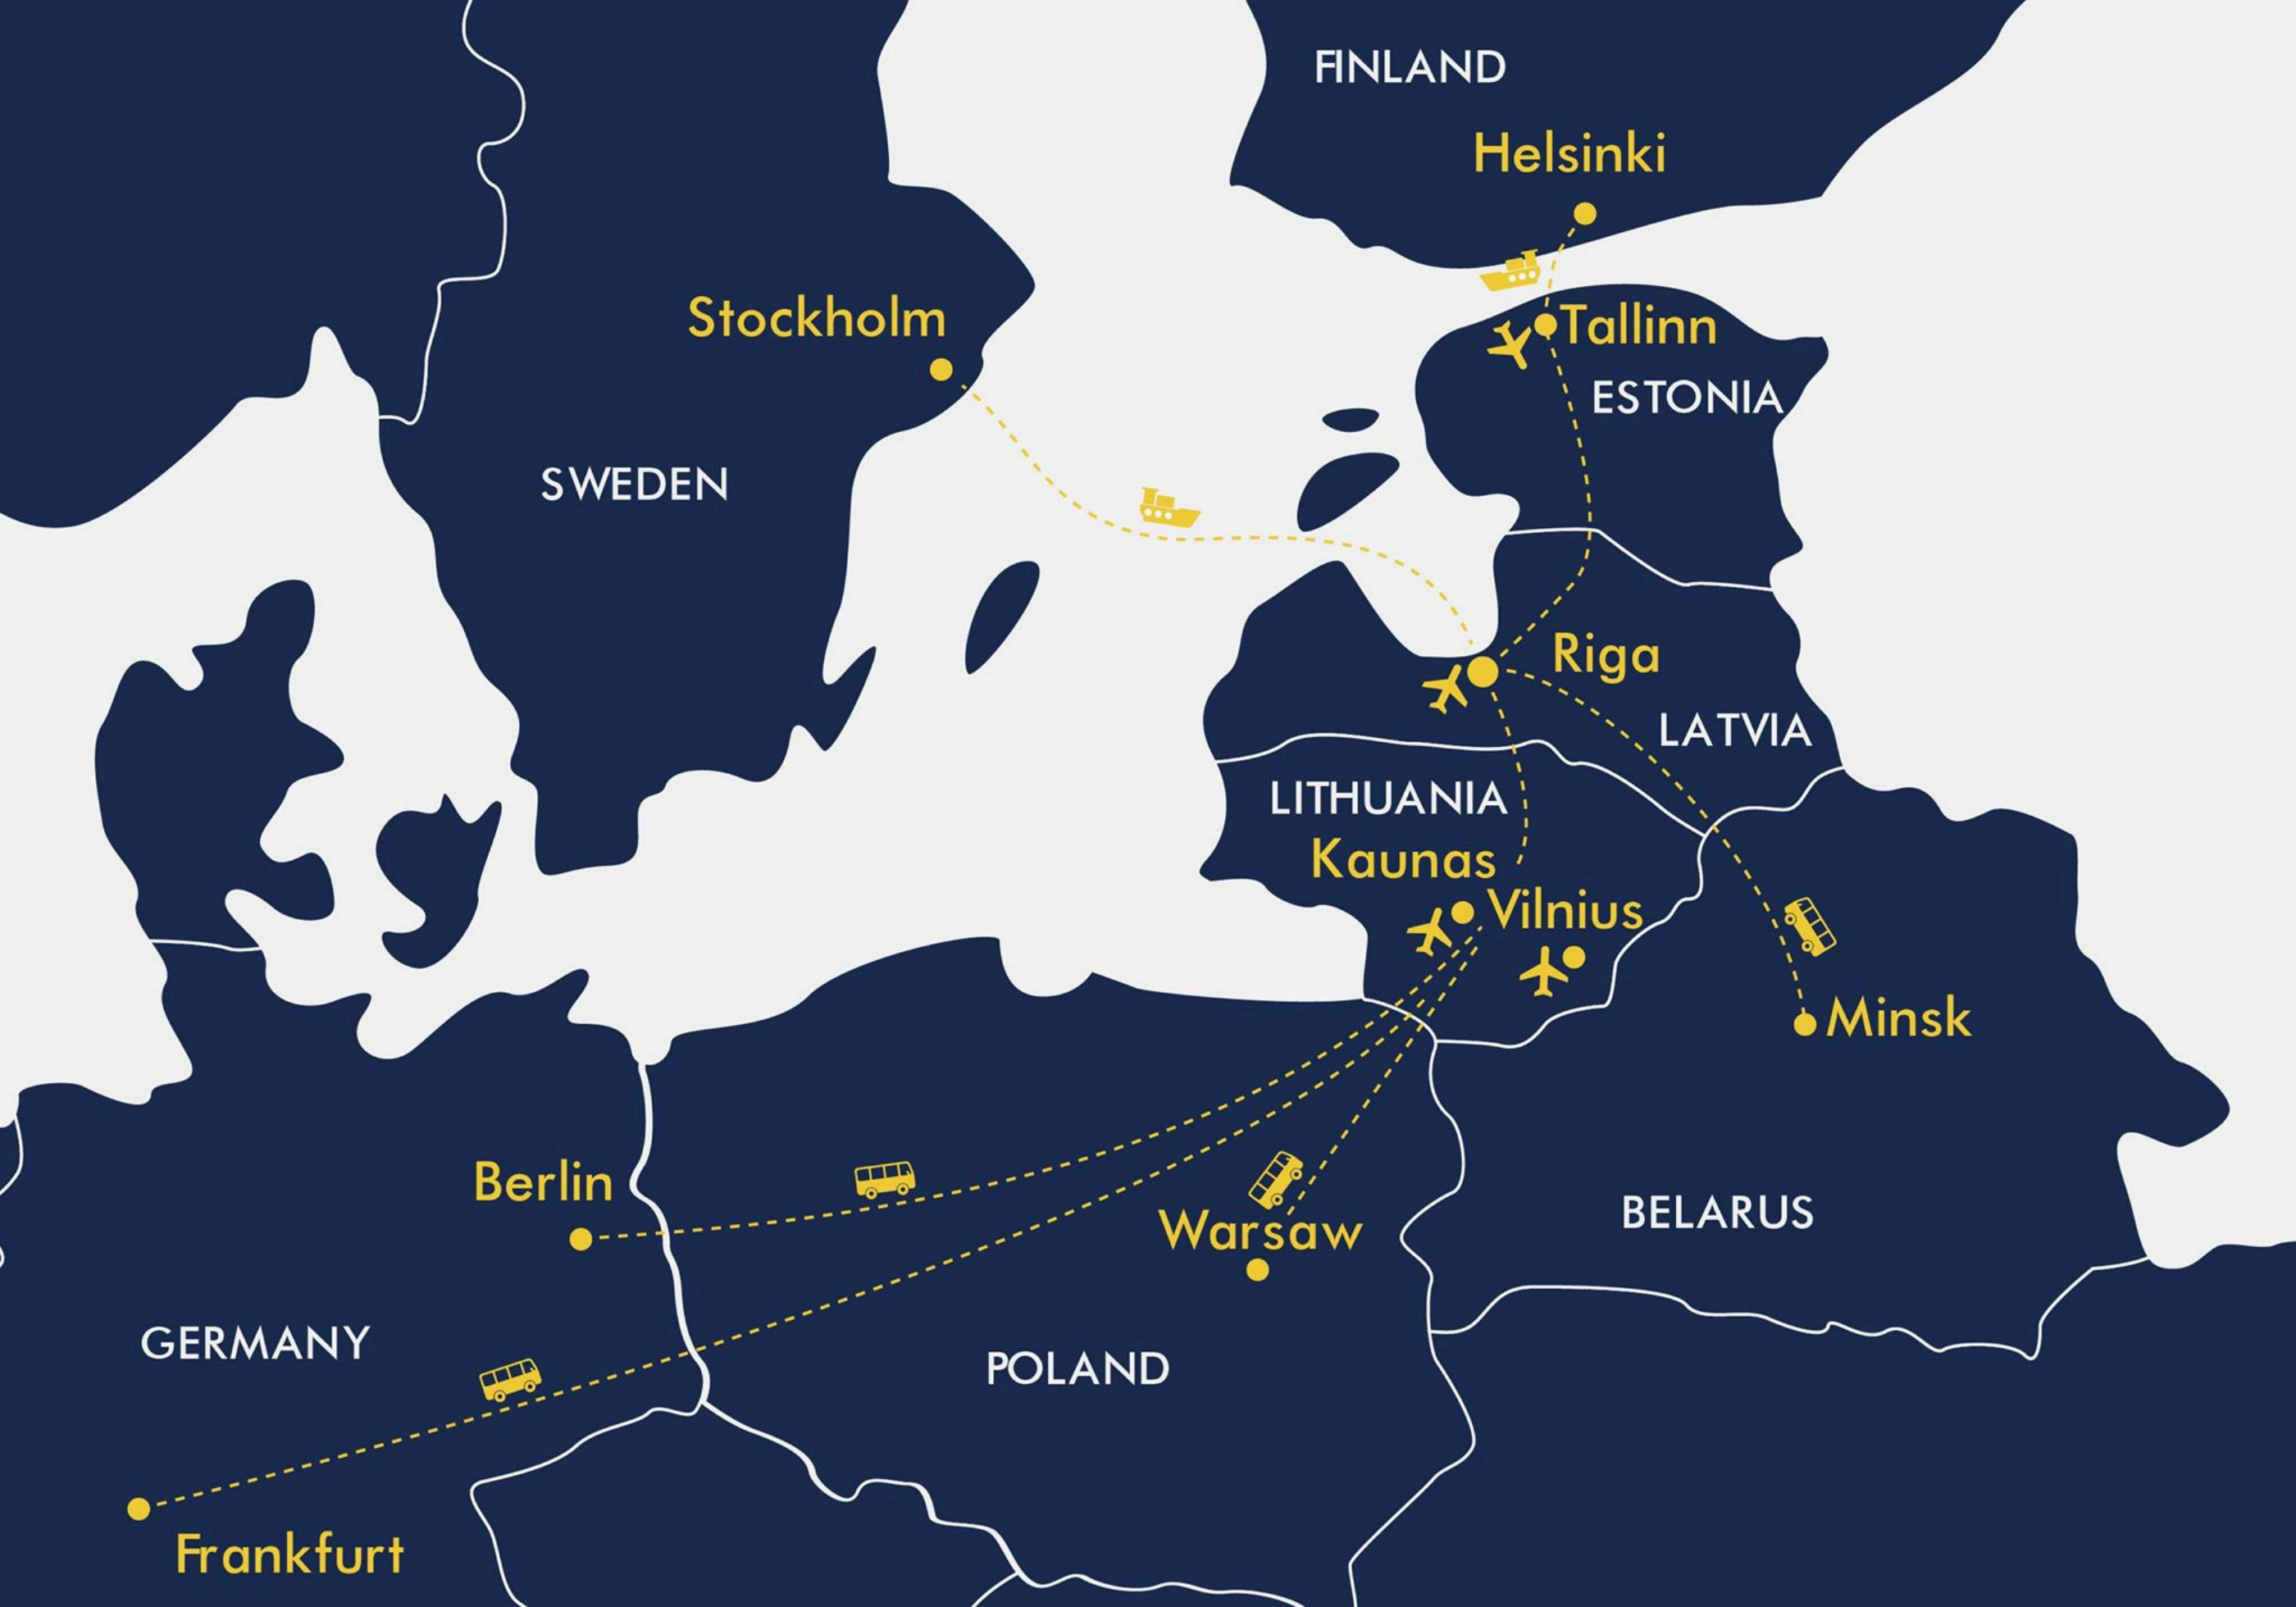 FINLAND
Helsinki
Stockholm
Tallinn
ESTONIA
SWEDEN
Riga
LATVIA
LITHUANIA
Kaunas
Vilnius
Minsk
Berlin
Warsaw
BELARUS
GERMANY
POLAND
Frankfurt